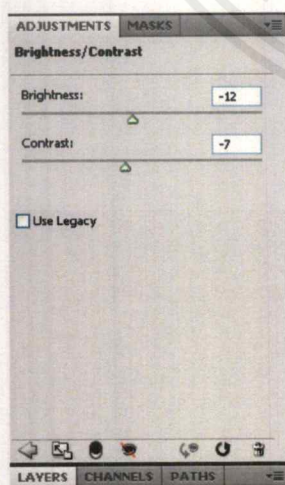 ADJUSTMENTS MASKS
Brightness/Contrast
Brightness: -12
Contrast: -7
Use Legacy
LAYERS CHANNELS PATHS